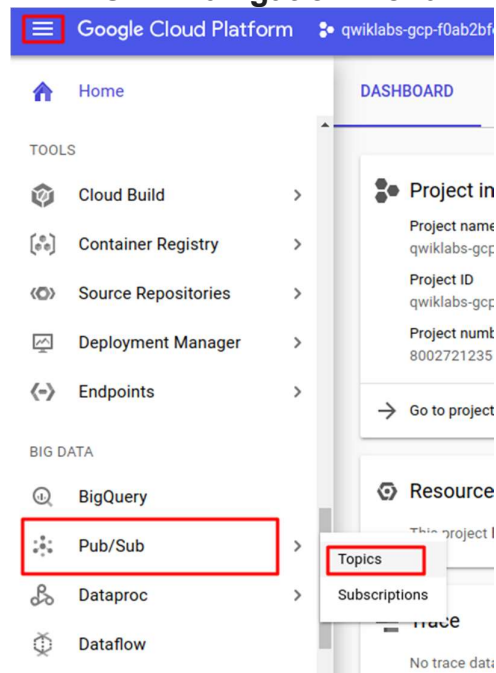 Google Cloud Platform
qwiklabs-gcp-f0ab2bf
Home
DASHBOARD
TOOLS
Cloud Build
Container Registry
Source Repositories
Deployment Manager
Endpoints
BIG DATA
BigQuery
Pub/Sub
Dataproc
Dataflow
Topics
Subscriptions
Project in
Project name
qwiklabs-gcp
Project ID
qwiklabs-gcp
Project numb
8002721235
Go to project
Resource
This project
Trace
No trace data